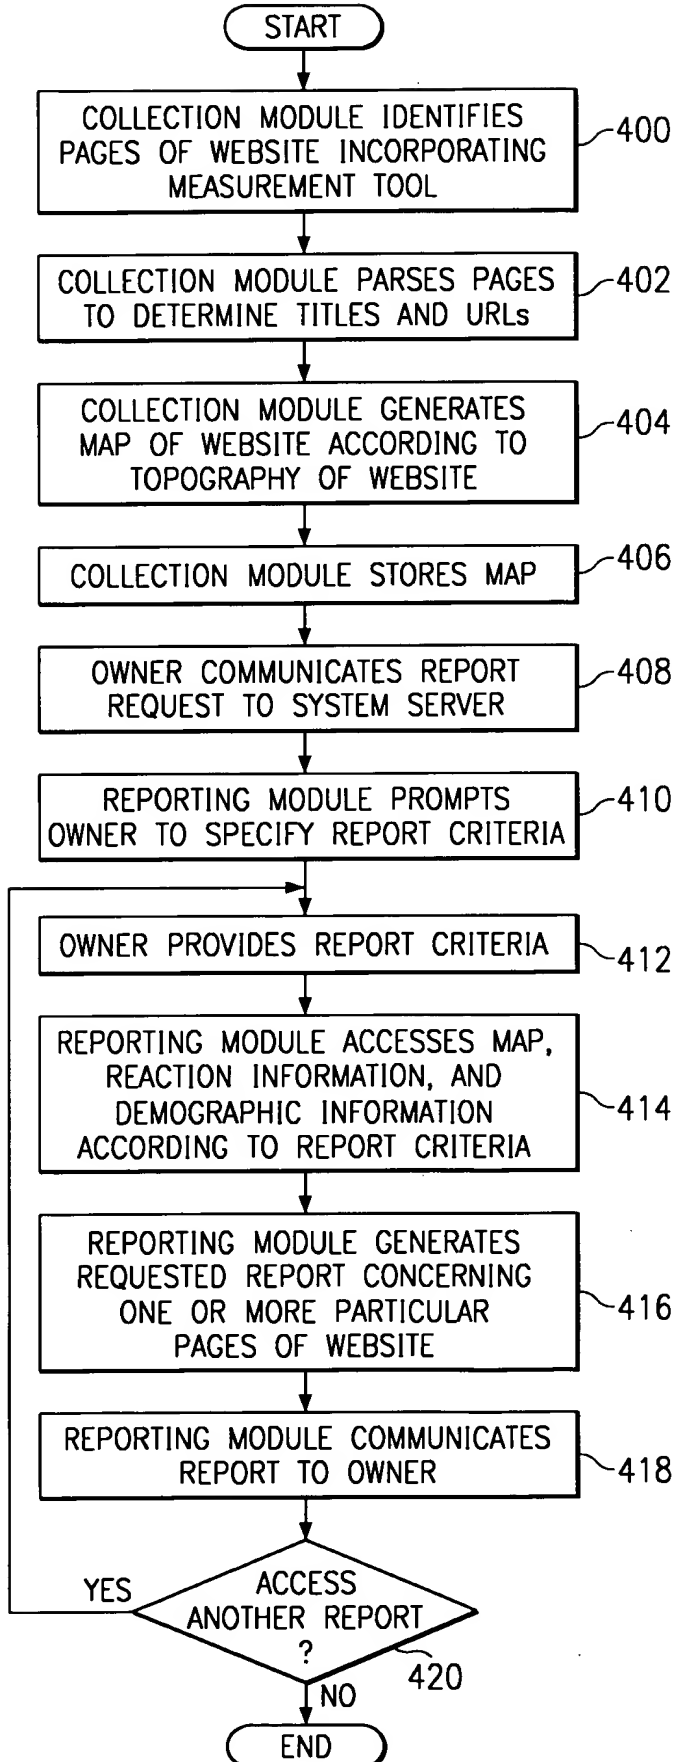 START
COLLECTION MODULE IDENTIFIES
PAGES OF WEBSITE INCORPORATING
MEASUREMENT TOOL
400
COLLECTION MODULE PARSES PAGES
TO DETERMINE TITLES AND URLs
402
COLLECTION MODULE GENERATES
MAP OF WEBSITE ACCORDING TO
TOPOGRAPHY OF WEBSITE
404
COLLECTION MODULE STORES MAP
406
OWNER COMMUNICATES REPORT
REQUEST TO SYSTEM SERVER
408
REPORTING MODULE PROMPTS
OWNER TO SPECIFY REPORT CRITERIA
410
OWNER PROVIDES REPORT CRITERIA
412
REPORTING MODULE ACCESSES MAP,
REACTION INFORMATION, AND
DEMOGRAPHIC INFORMATION
ACCORDING TO REPORT CRITERIA
414
REPORTING MODULE GENERATES
REQUESTED REPORT CONCERNING
ONE OR MORE PARTICULAR
PAGES OF WEBSITE
416
REPORTING MODULE COMMUNICATES
REPORT TO OWNER
418
YES
ACCESS
ANOTHER REPORT
?
420
NO
END